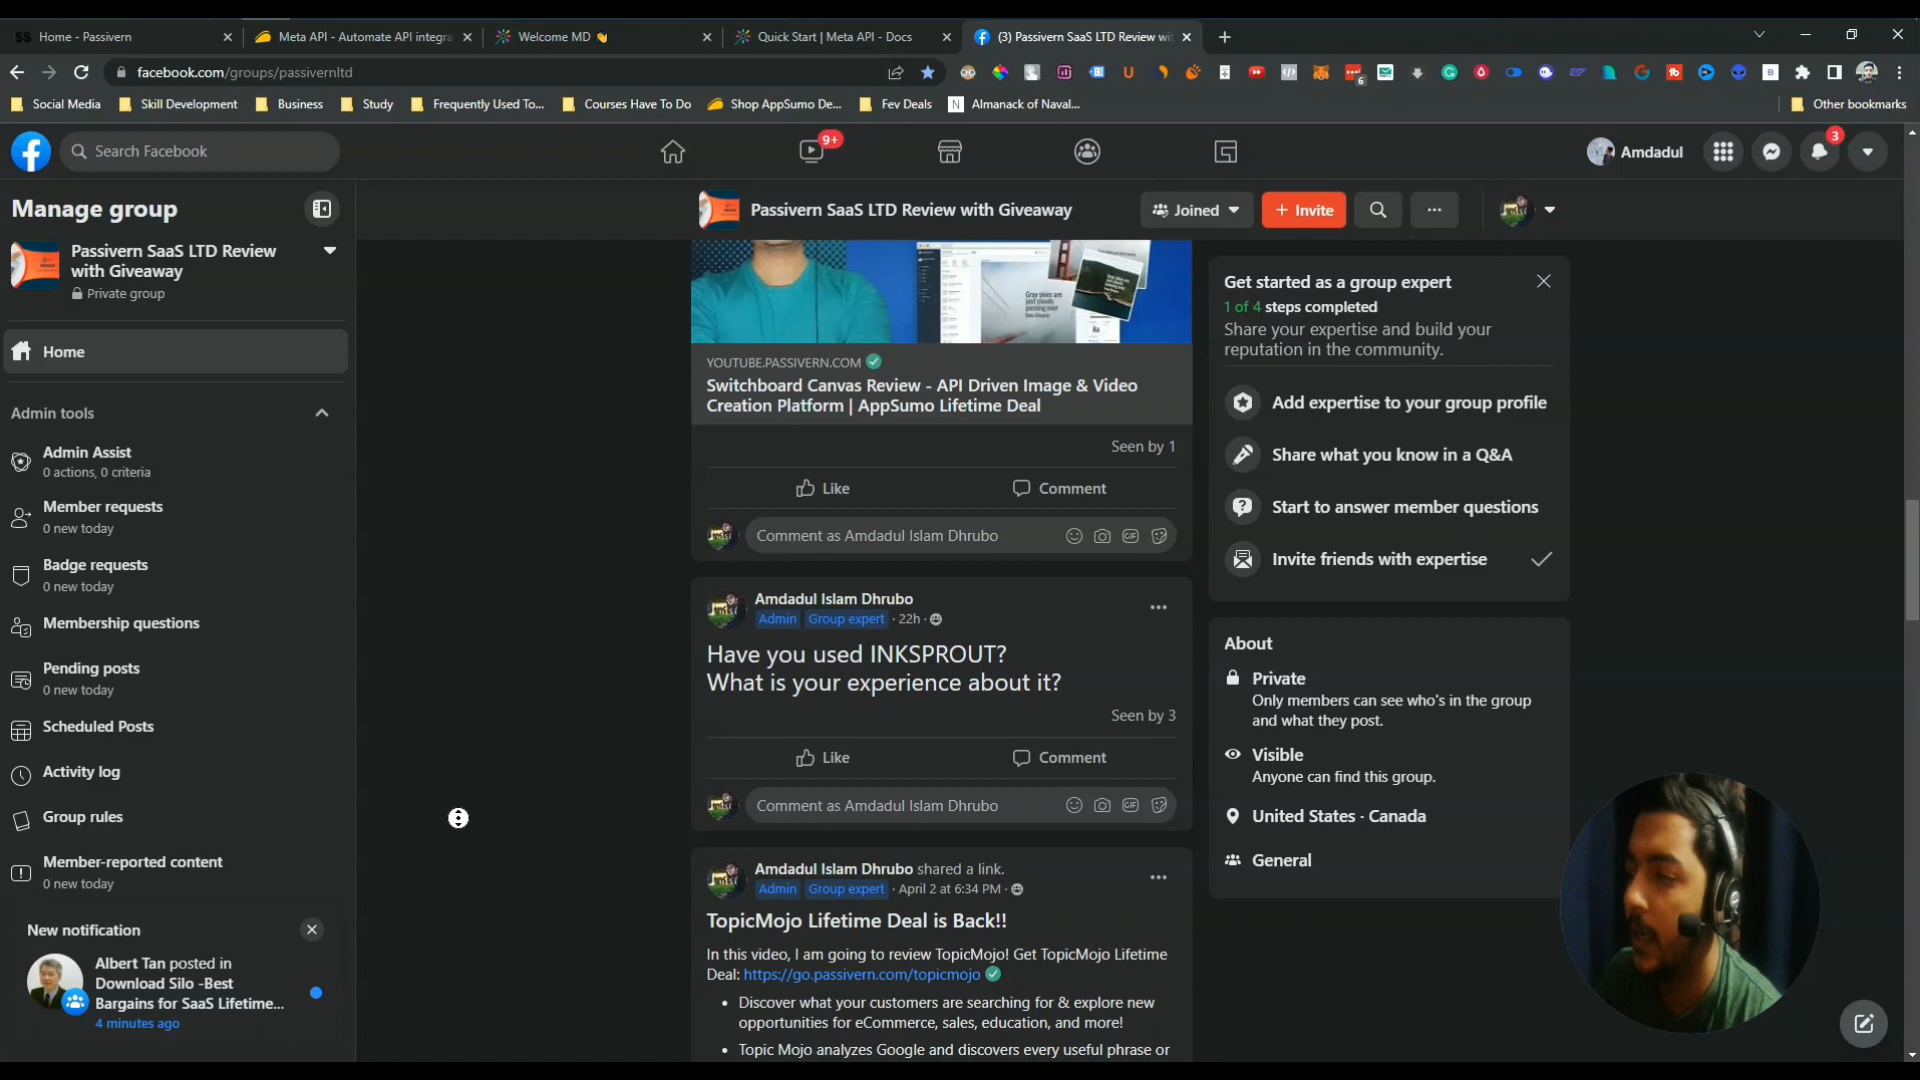 Home - Passivern
Meta API - Automate API integra
Welcome MD 👋
Quick Start | Meta API - Docs
(3) Passivern SaaS LTD Review wi
facebook.com/groups/passivernltd
Social Media
Skill Development
Business
Study
Frequently Used To...
Courses Have To Do
Shop AppSumo De...
Fev Deals
Almanack of Naval...
Other bookmarks
Search Facebook
9+
Amdadul
3
Manage group
Passivern SaaS LTD Review
with Giveaway
Private group
Home
Admin tools
Admin Assist
0 actions, 0 criteria
Member requests
0 new today
Badge requests
0 new today
Membership questions
Pending posts
0 new today
Scheduled Posts
Activity log
Group rules
Member-reported content
0 new today
New notification
Albert Tan posted in
Download Silo -Best
Bargains for SaaS Lifetime...
4 minutes ago
Passivern SaaS LTD Review with Giveaway
Joined
+ Invite
YOUTUBE.PASSIVERN.COM
Switchboard Canvas Review - API Driven Image & Video
Creation Platform | AppSumo Lifetime Deal
Seen by 1
Like
Comment
Comment as Amdadul Islam Dhrubo
Amdadul Islam Dhrubo
Admin Group expert · 22h ·
Have you used INKSPROUT?
What is your experience about it?
Seen by 3
Like
Comment
Comment as Amdadul Islam Dhrubo
Amdadul Islam Dhrubo shared a link.
Admin Group expert · April 2 at 6:34 PM ·
TopicMojo Lifetime Deal is Back!!
In this video, I am going to review TopicMojo! Get TopicMojo Lifetime
Deal: https://go.passivern.com/topicmojo
• Discover what your customers are searching for & explore new
opportunities for eCommerce, sales, education, and more!
• Topic Mojo analyzes Google and discovers every useful phrase or
Get started as a group expert
1 of 4 steps completed
Share your expertise and build your
reputation in the community.
Add expertise to your group profile
Share what you know in a Q&A
Start to answer member questions
Invite friends with expertise
About
Private
Only members can see who's in the group
and what they post.
Visible
Anyone can find this group.
United States · Canada
General